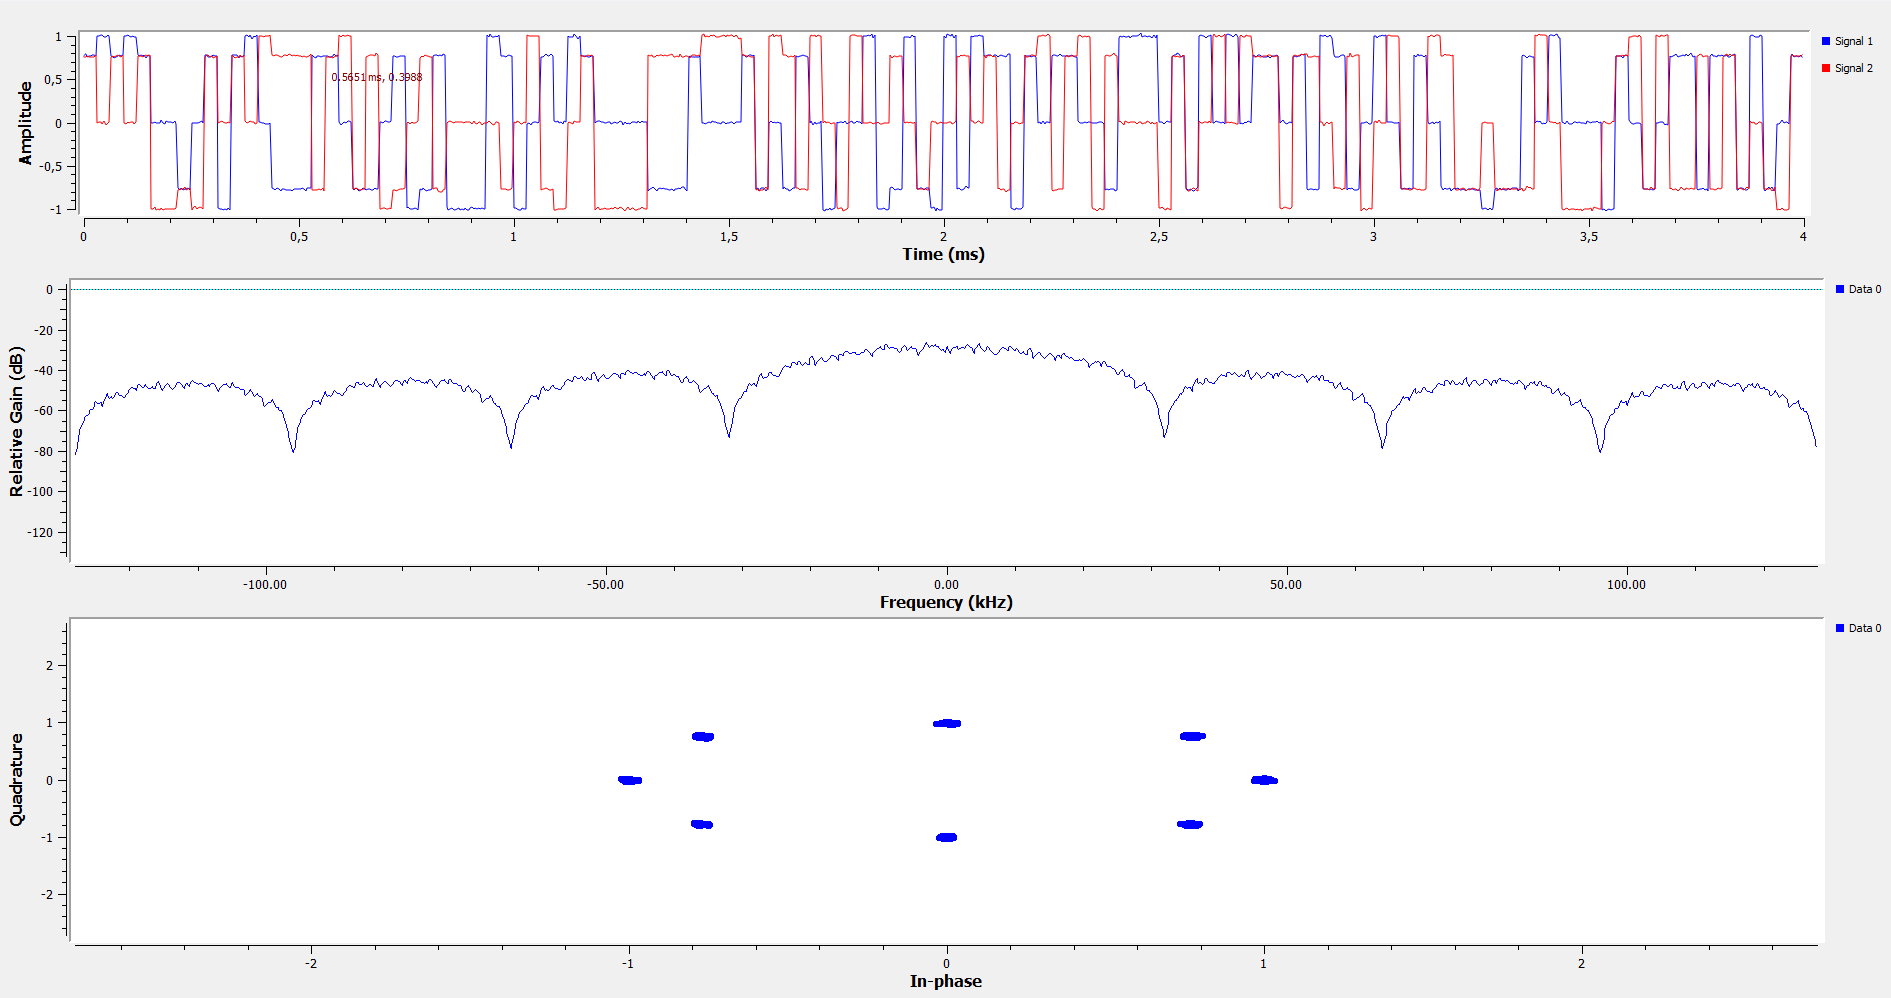 Amplitude
1
0,5
0
-0,5
-1
0.5651 ms, 0.3988
Signal 1
Signal 2
0 0,5 1 1,5 2 2,5 3 3,5 4
Time (ms)
Relative Gain (dB)
0
-20
-40
-60
-80
-100
-120
Data 0
-100.00 -50.00 0.00 50.00 100.00
Frequency (kHz)
Quadrature
2
1
0
-1
-2
Data 0
-2 -1 0 1 2
In-phase